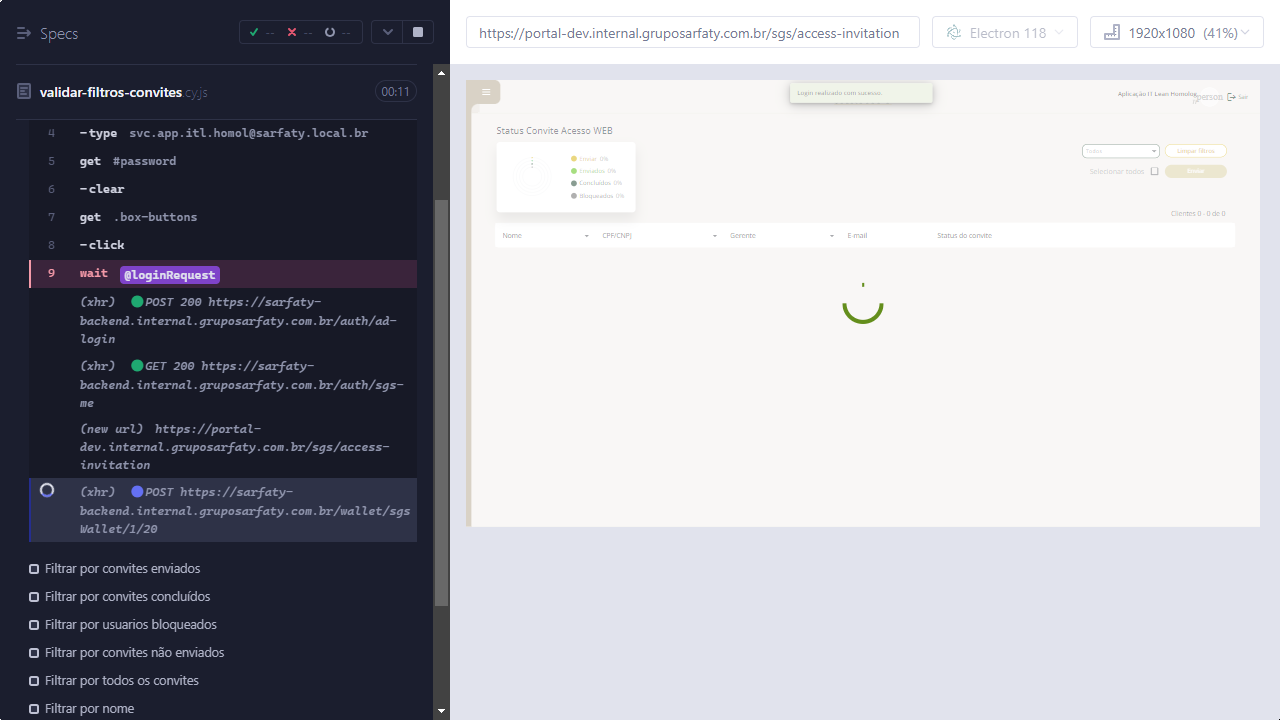 Specs
--
--
--
https://portal-dev.internal.gruposarfaty.com.br/sgs/access-invitation
Electron 118
1920x1080 (41%)
validar-filtros-convites.cy.js
00:11
4 -type svc.app.itl.homol@sarfaty.local.br
5 get #password
6 -clear
7 get .box-buttons
8 -click
9 wait @loginRequest
(xhr) POST 200 https://sarfaty-
backend.internal.gruposarfaty.com.br/auth/ad-
login
(xhr) GET 200 https://sarfaty-
backend.internal.gruposarfaty.com.br/auth/sgs-
me
(new url) https://portal-
dev.internal.gruposarfaty.com.br/sgs/access-
invitation
(xhr) POST https://sarfaty-
backend.internal.gruposarfaty.com.br/wallet/sgs
Wallet/1/20
Filtrar por convites enviados
Filtrar por convites concluídos
Filtrar por usuarios bloqueados
Filtrar por convites não enviados
Filtrar por todos os convites
Filtrar por nome
Login realizado com sucesso.
Aplicação IT Lean Homolog
person
Sair
Status Convite Acesso WEB
Enviar 0%
Enviados 0%
Concluídos 0%
Bloqueados 0%
Todos
Limpar filtros
Selecionar todos
Enviar
Clientes 0 - 0 de 0
Nome
CPF/CNPJ
Gerente
E-mail
Status do convite